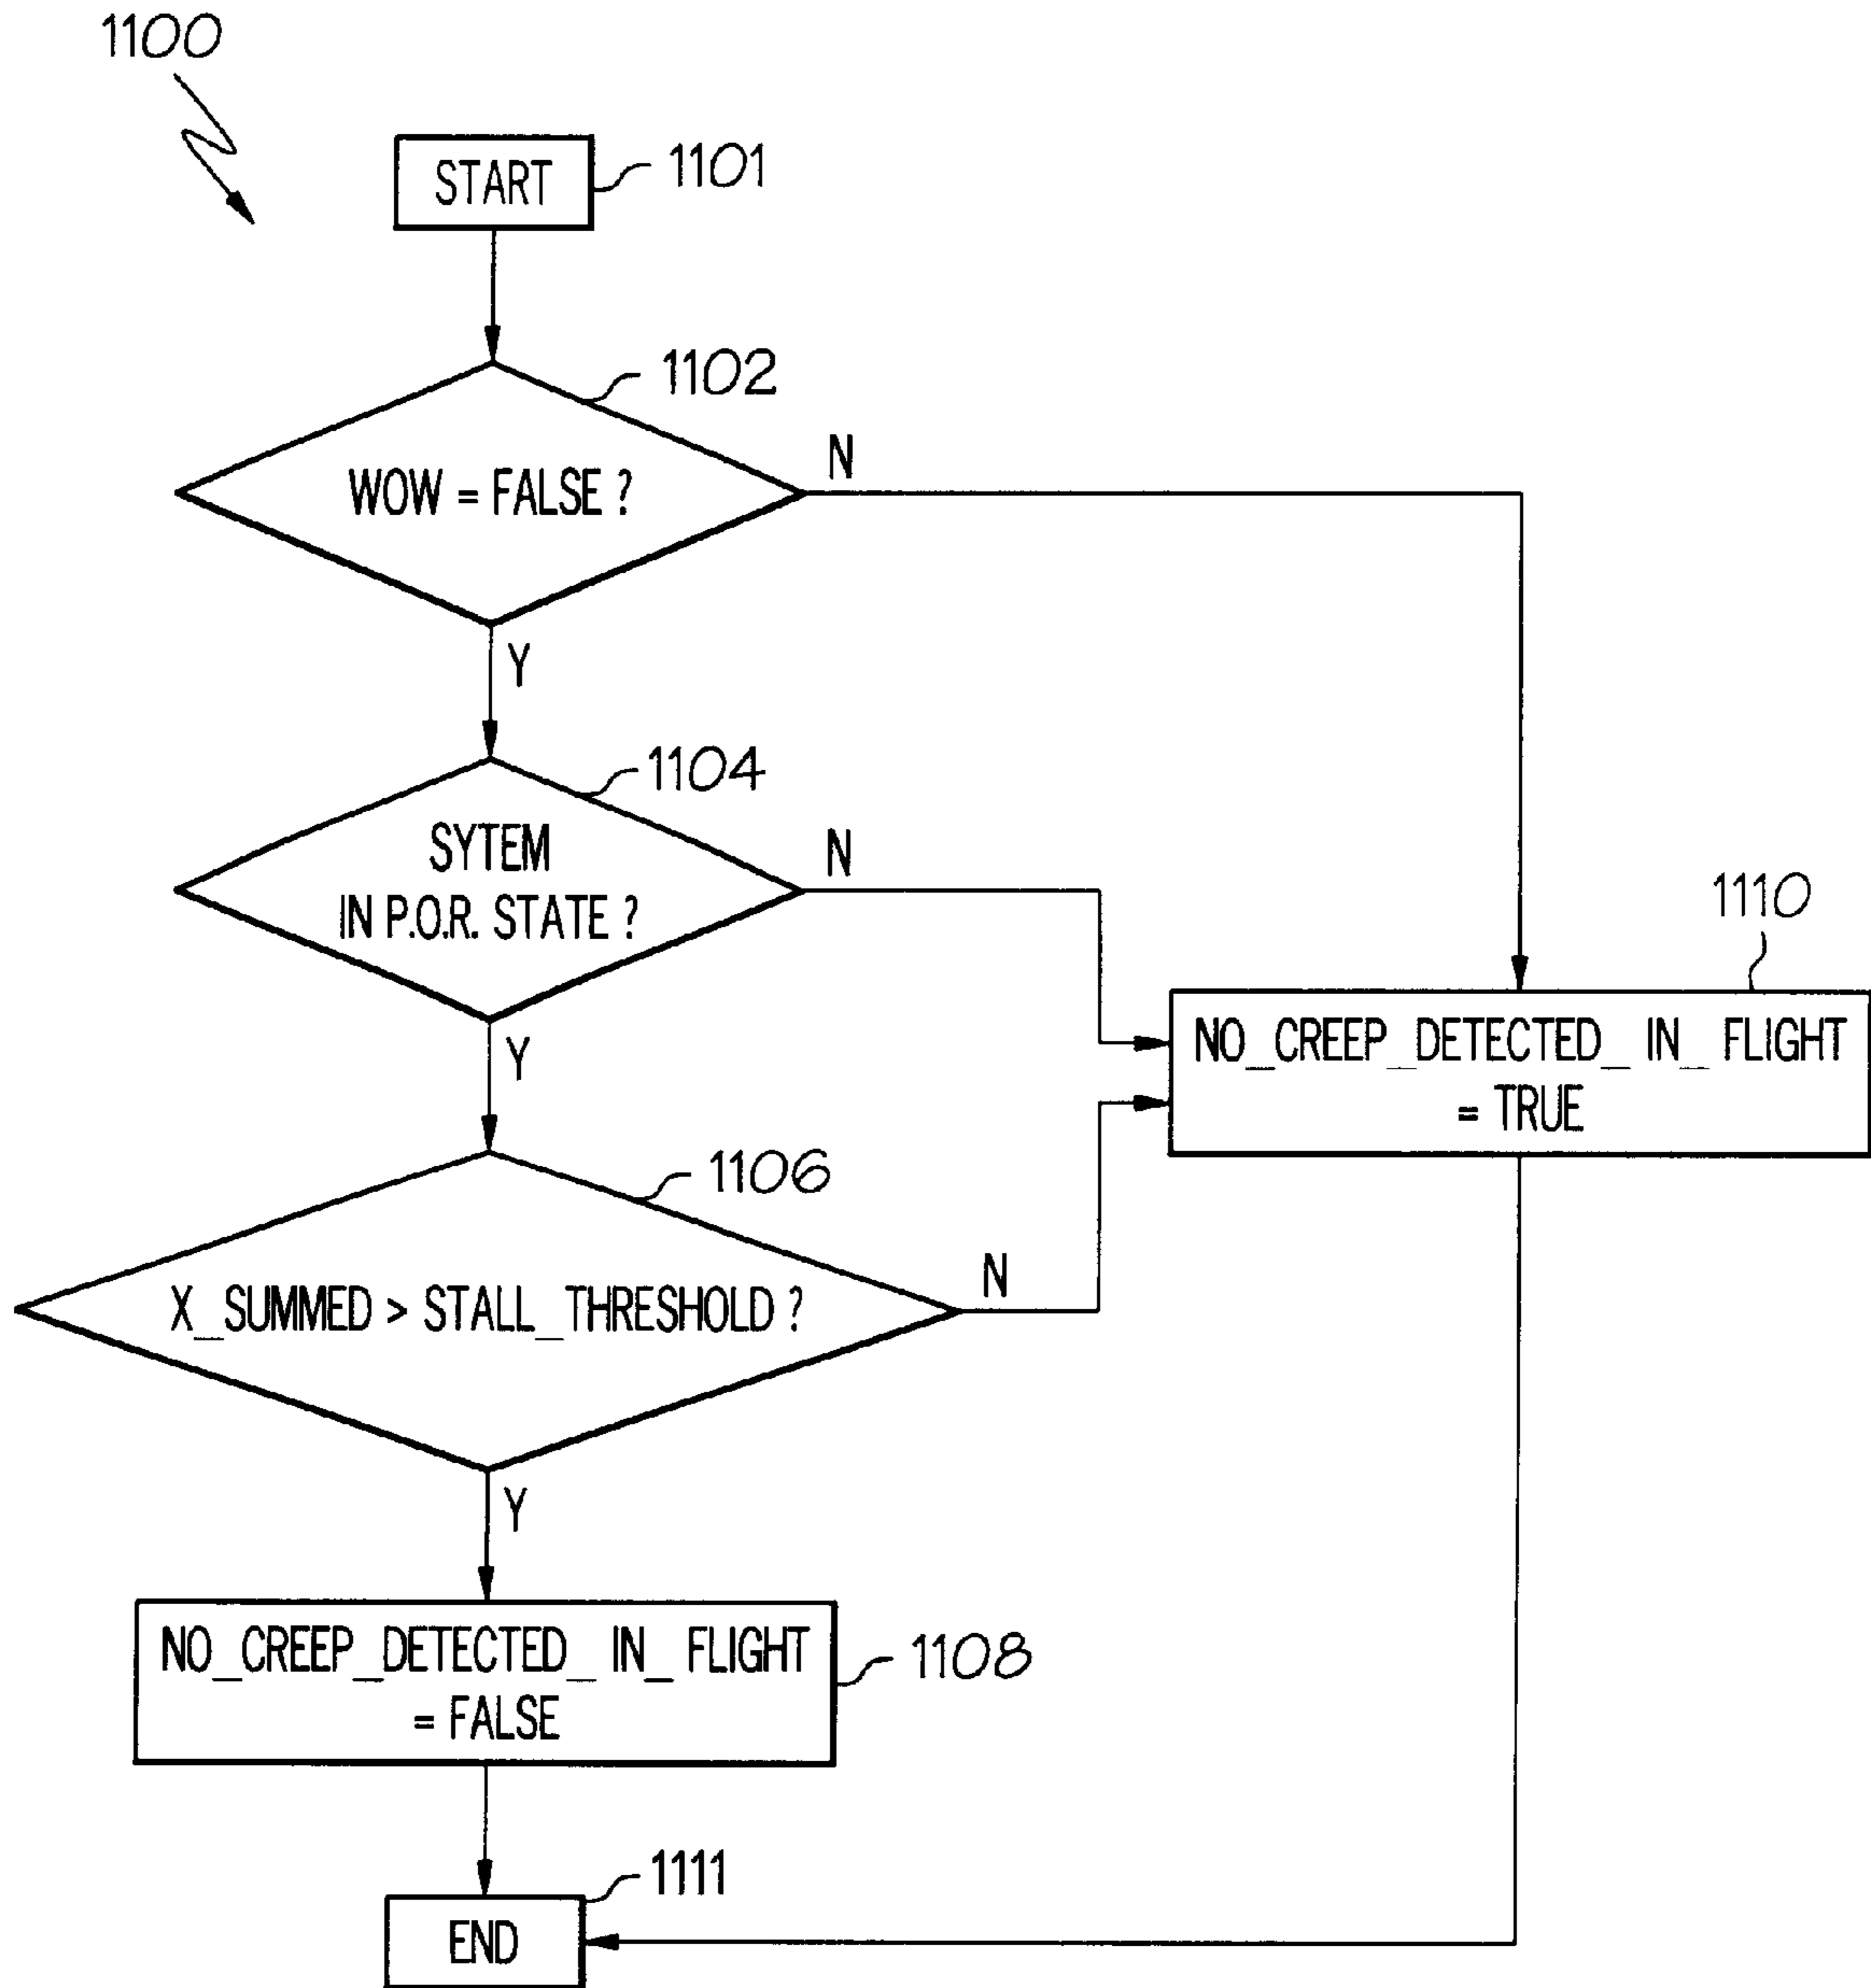 1100
START
1101
1102
WOW = FALSE ?
N
Y
1104
SYTEM
IN P.O.R. STATE ?
N
Y
1110
NO_CREEP_DETECTED_ IN_ FLIGHT
= TRUE
1106
X_SUMMED > STALL_THRESHOLD ?
N
Y
NO_CREEP_DETECTED_ IN_ FLIGHT
= FALSE
1108
1111
END